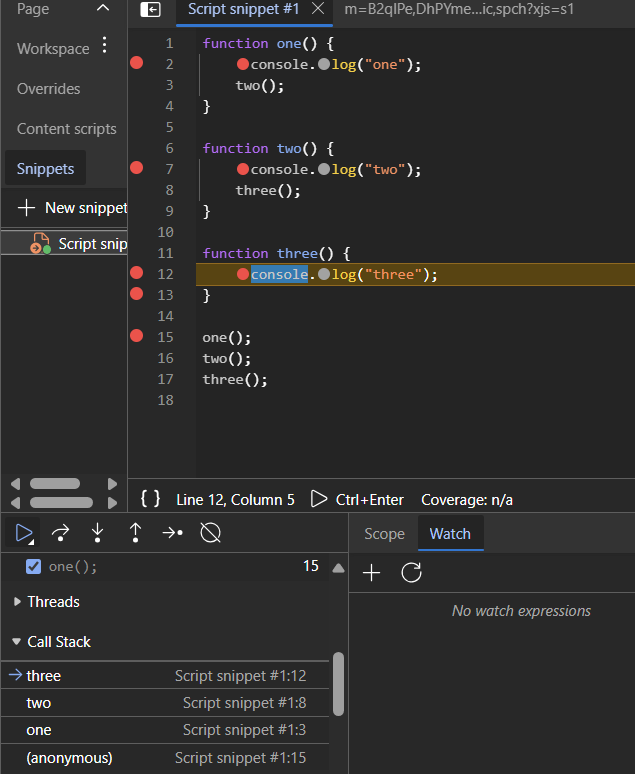 Page
Script snippet #1
m=B2qlPe,DhPYme...ic,spch?xjs=s1
Workspace
Overrides
Content scripts
Snippets
New snippet
Script snip
1 function one() {
2 console.log("one");
3 two();
4 }
5
6 function two() {
7 console.log("two");
8 three();
9 }
10
11 function three() {
12 console.log("three");
13 }
14
15 one();
16 two();
17 three();
18
{ } Line 12, Column 5 Ctrl+Enter Coverage: n/a
one(); 15
Threads
Call Stack
three Script snippet #1:12
two Script snippet #1:8
one Script snippet #1:3
(anonymous) Script snippet #1:15
Scope Watch
No watch expressions